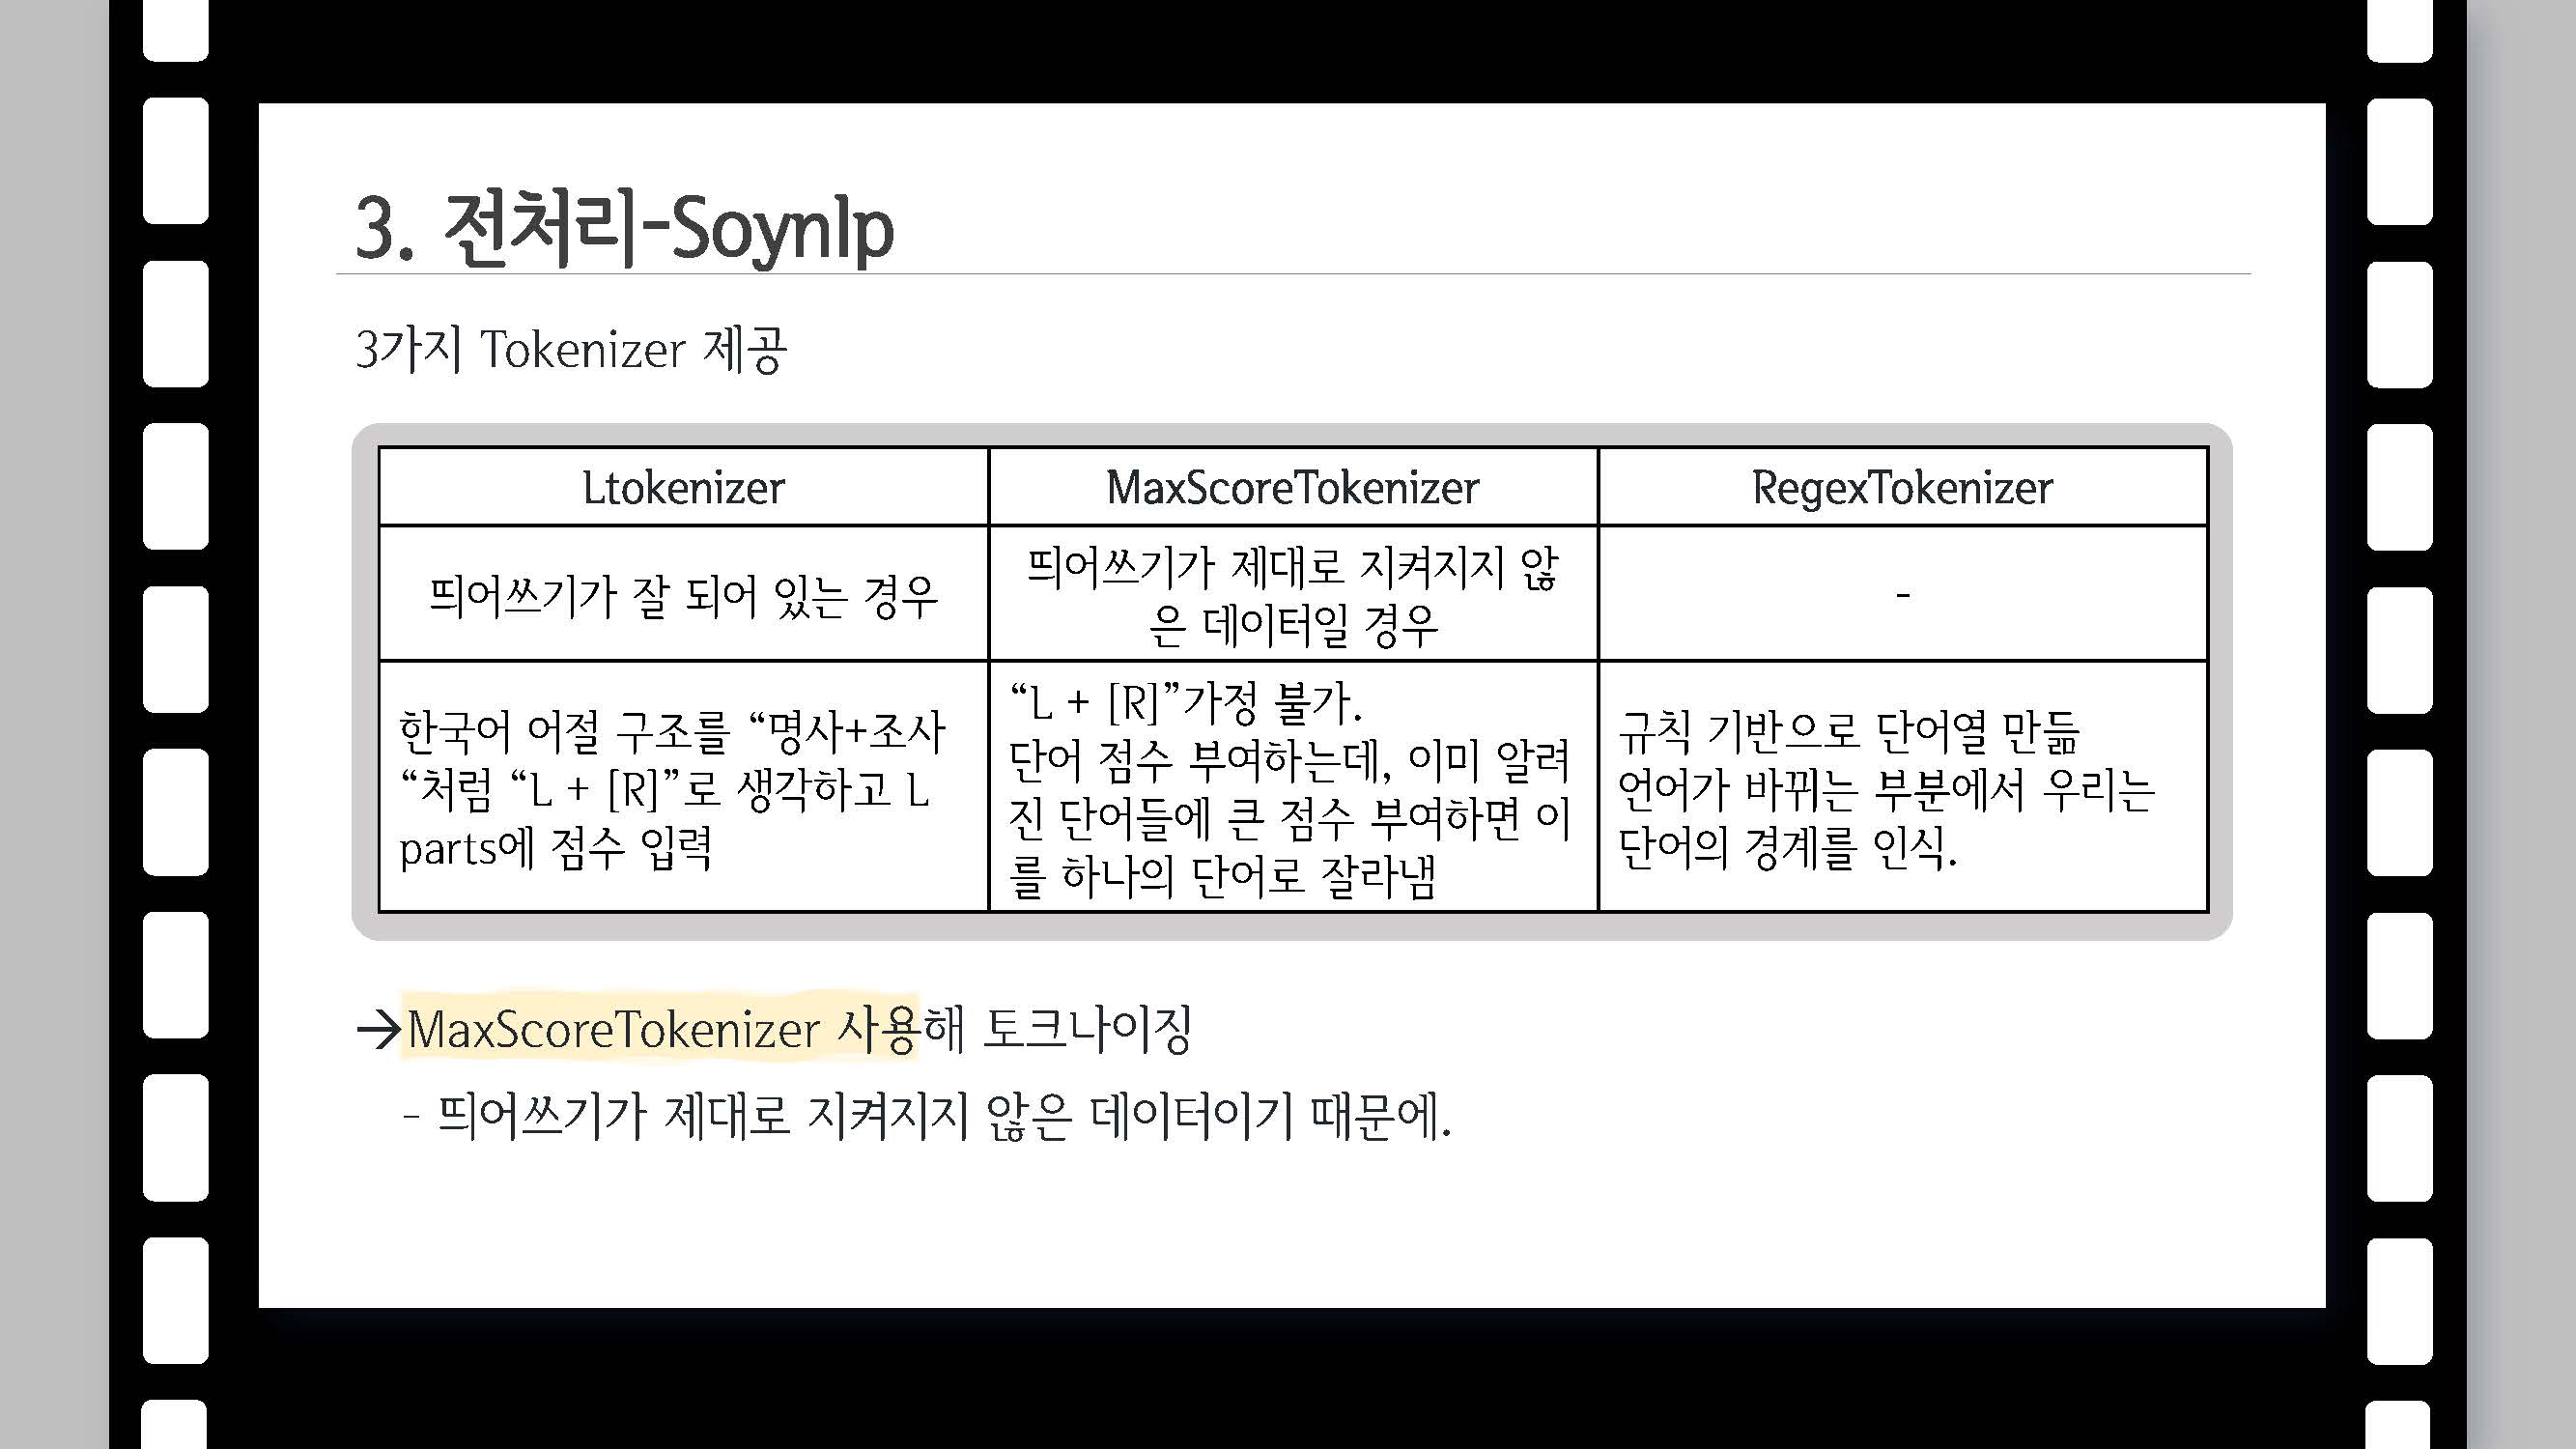 3. 전처리-Soynlp
3가지 Tokenizer 제공
Ltokenizer
MaxScoreTokenizer
RegexTokenizer
띄어쓰기가 잘 되어 있는 경우
띄어쓰기가 제대로 지켜지지 않
은 데이터일 경우
-
한국어 어절 구조를 “명사+조사
“처럼 “L + [R]”로 생각하고 L
parts에 점수 입력
“L + [R]”가정 불가.
단어 점수 부여하는데, 이미 알려
진 단어들에 큰 점수 부여하면 이
를 하나의 단어로 잘라냄
규칙 기반으로 단어열 만듦
언어가 바뀌는 부분에서 우리는
단어의 경계를 인식.
→MaxScoreTokenizer 사용해 토크나이징
- 띄어쓰기가 제대로 지켜지지 않은 데이터이기 때문에.